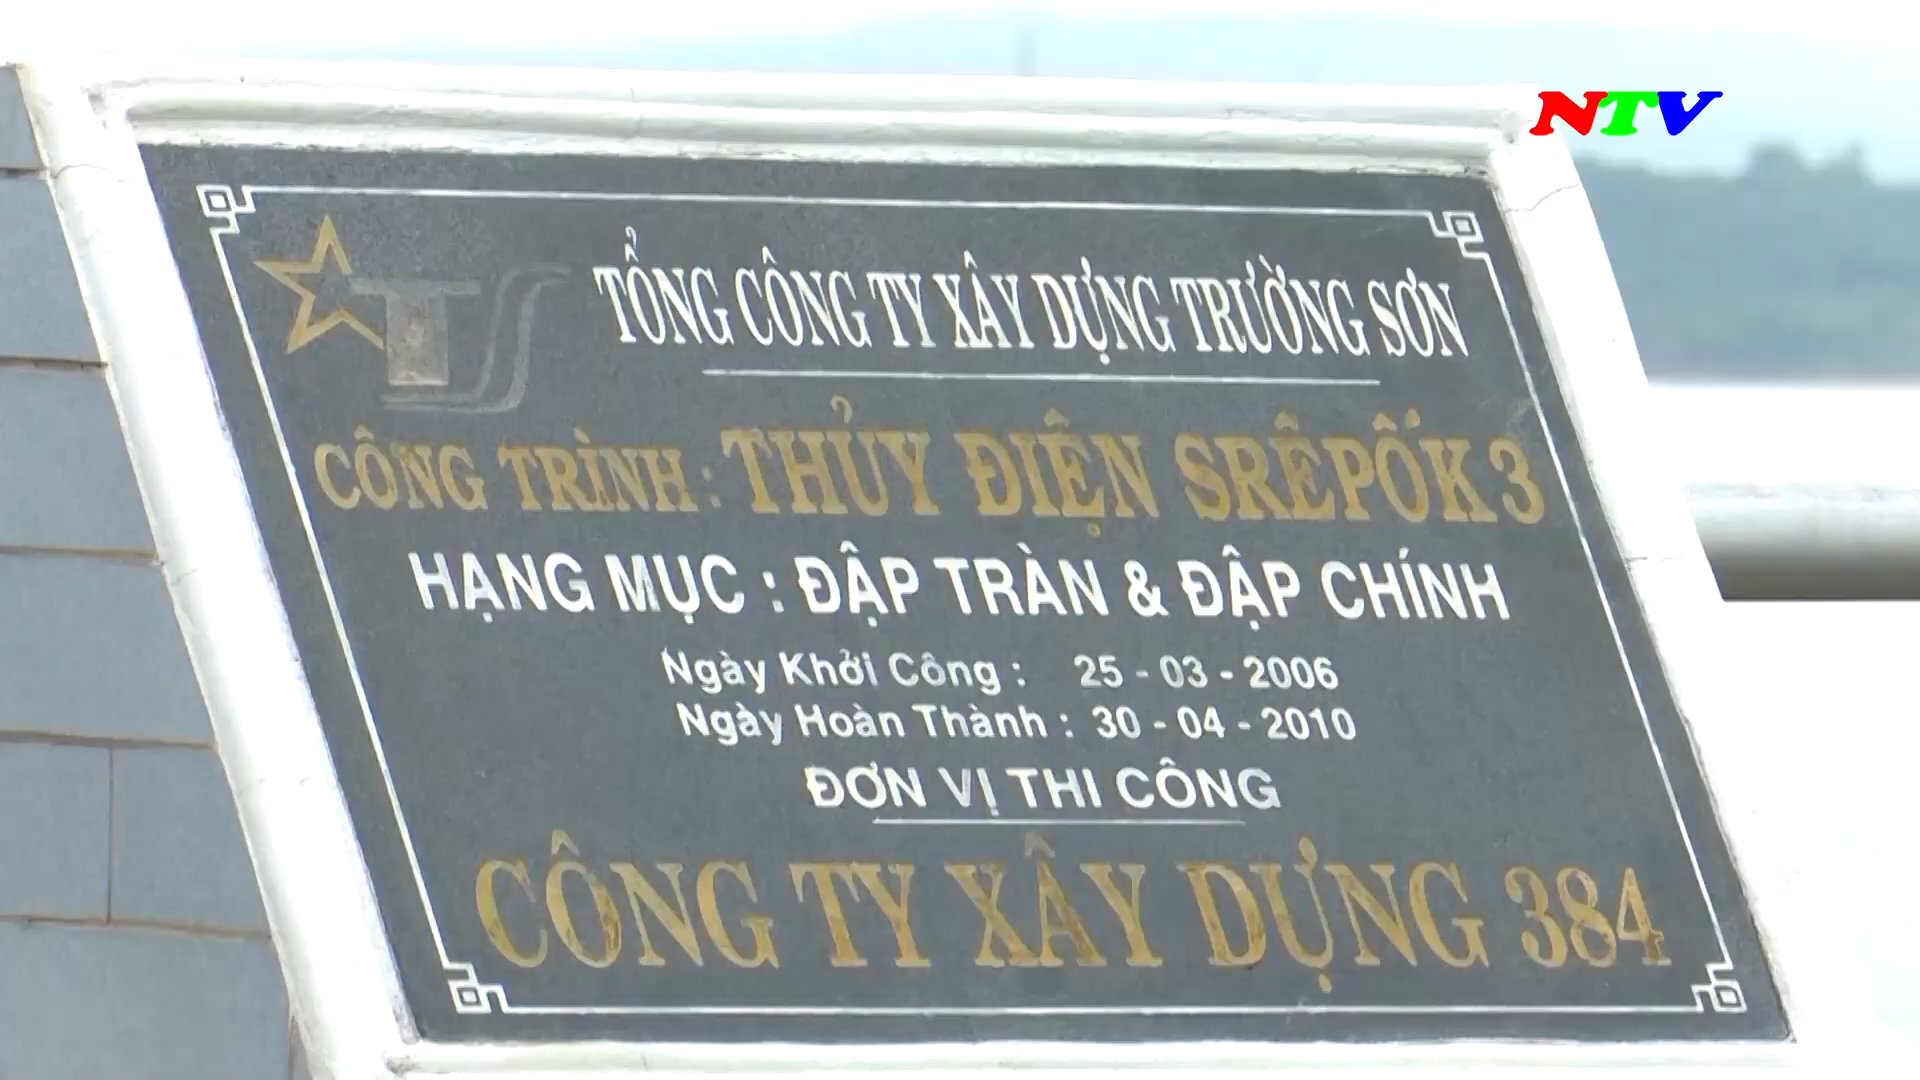 NTV
TS
TỔNG CÔNG TY XÂY DỰNG TRƯỜNG SƠN
CÔNG TRÌNH : THỦY ĐIỆN SRÊPỐK 3
HẠNG MỤC : ĐẬP TRÀN & ĐẬP CHÍNH
Ngày Khởi Công : 25 - 03 - 2006
Ngày Hoàn Thành : 30 - 04 - 2010
ĐƠN VỊ THI CÔNG
CÔNG TY XÂY DỰNG 384